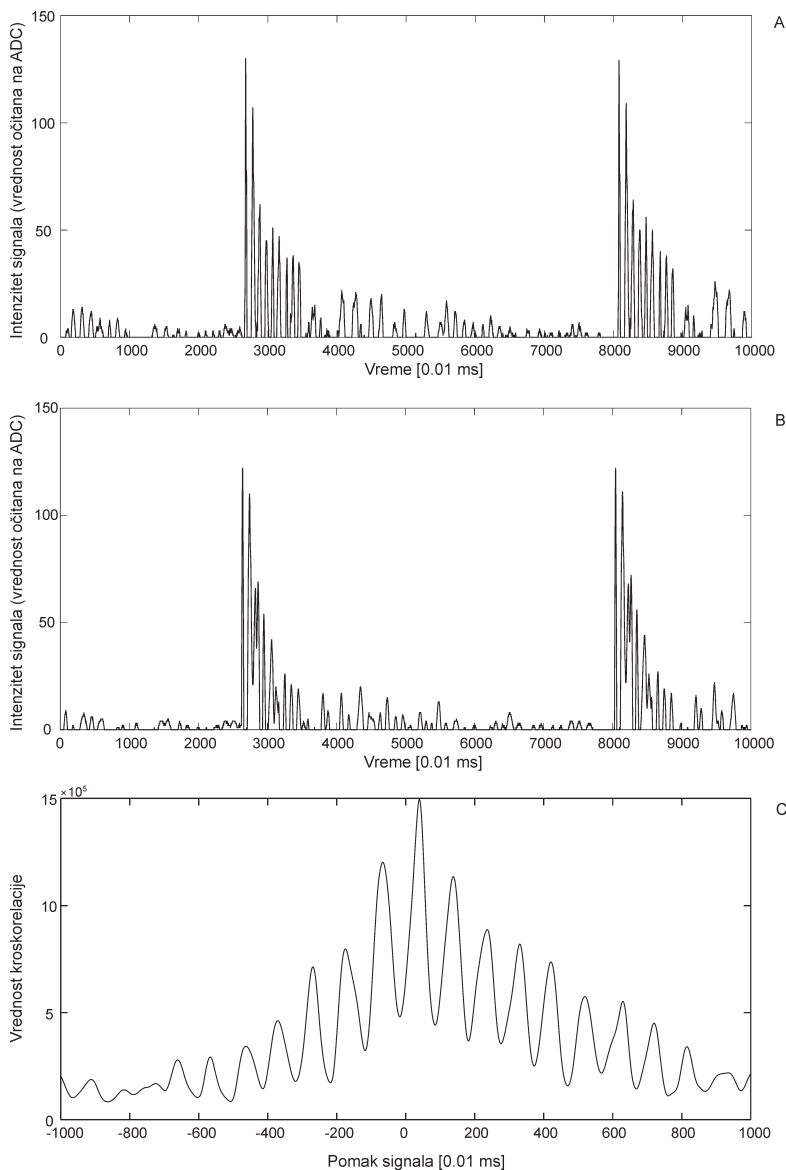 A
Intenzitet signala (vrednost očitana na ADC)
150
100
50
0
0 1000 2000 3000 4000 5000 6000 7000 8000 9000 10000
Vreme [0.01 ms]
B
Intenzitet signala (vrednost očitana na ADC)
150
100
50
0
0 1000 2000 3000 4000 5000 6000 7000 8000 9000 10000
Vreme [0.01 ms]
C
×10⁵
Vrednost kroskorelacije
15
10
5
0
-1000 -800 -600 -400 -200 0 200 400 600 800 1000
Pomak signala [0.01 ms]